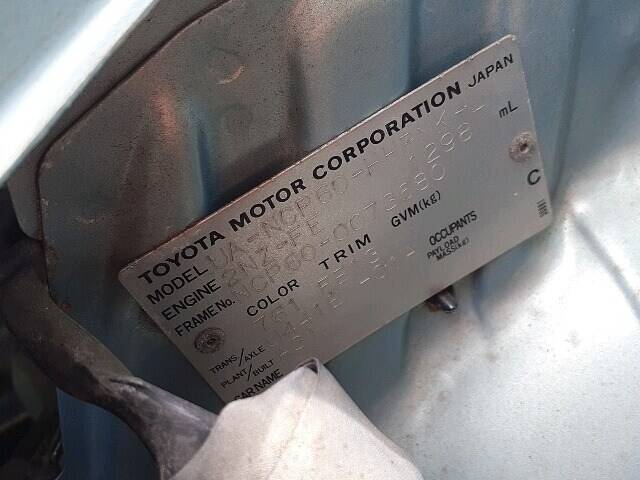 TOYOTA MOTOR CORPORATION JAPAN
MODEL UA-NCP60-
ENGINE 2NZ-FE 1298 mL
FRAME No. NCP60-0073680
COLOR TRIM GVM(kg) C
OCCUPANTS
PAYLOAD
MASS(kg)
TRANS/AXLE
PLANT/BUILT
CAR NAME